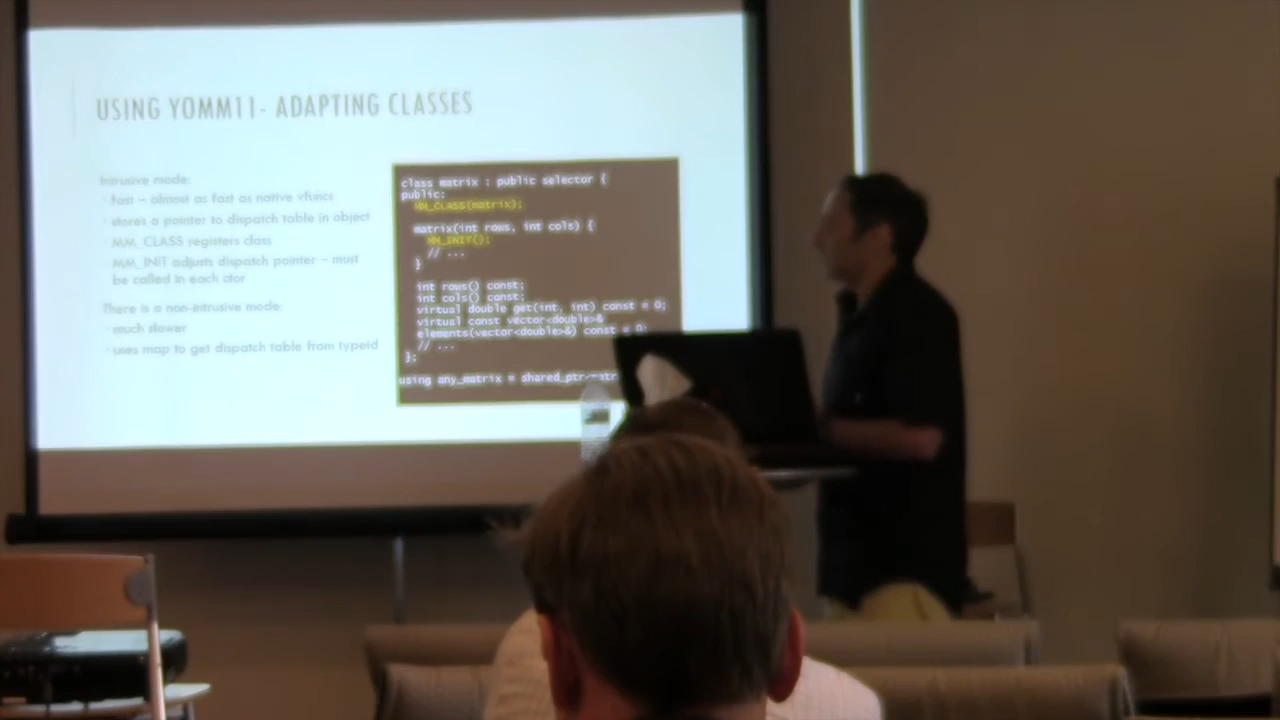 USING YOMM11- ADAPTING CLASSES
Intrusive mode:
fast – almost as fast as native vfuncs
stores a pointer to dispatch table in object
MM_CLASS registers class
MM_INIT adjusts dispatch pointer – must
be called in each ctor
There is a non-intrusive mode:
much slower
uses map to get dispatch table from typeid
class matrix : public selector {
public:
MM_CLASS(matrix);
matrix(int rows, int cols) {
MM_INIT();
// ...
}
int rows() const;
int cols() const;
virtual double get(int, int) const = 0;
virtual const vector<double>&
elements(vector<double>&) const = 0;
// ...
};
using any_matrix = shared_ptr<matr